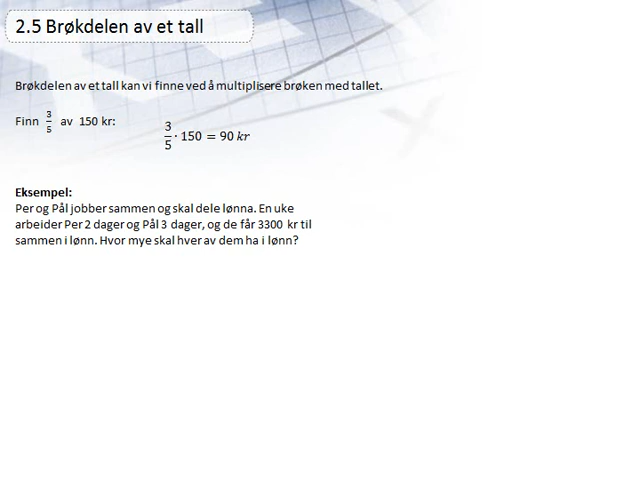 2.5 Brøkdelen av et tall
Brøkdelen av et tall kan vi finne ved å multiplisere brøken med tallet.
Finn 3/5 av 150 kr: 3/5 · 150 = 90 kr
Eksempel:
Per og Pål jobber sammen og skal dele lønna. En uke
arbeider Per 2 dager og Pål 3 dager, og de får 3300 kr til
sammen i lønn. Hvor mye skal hver av dem ha i lønn?